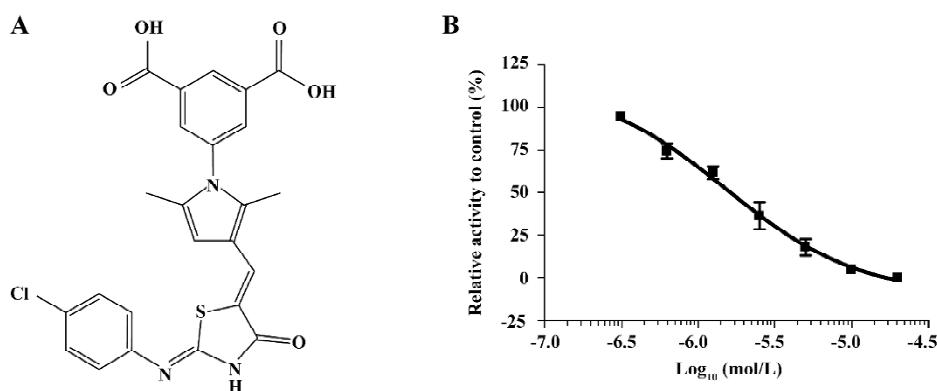 A
OH
O
O
OH
N
Cl
S
O
N
N
H
B
Relative activity to control (%)
125
100
75
50
25
0
-25
-7.0 -6.5 -6.0 -5.5 -5.0 -4.5
Log₁₀ (mol/L)